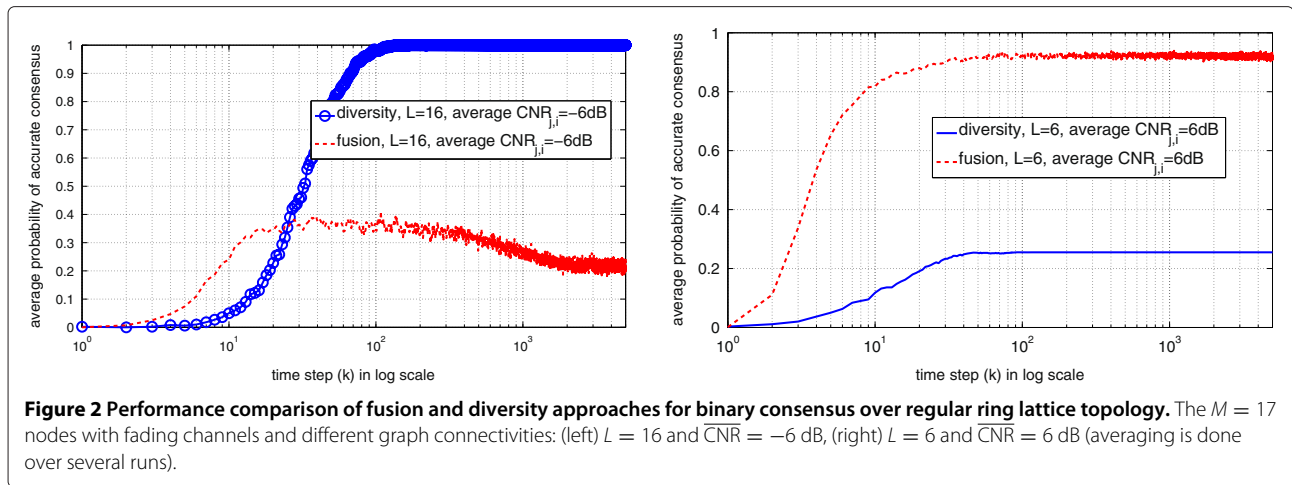 1
0.9
0.8
0.7
0.6
0.5
0.4
0.3
0.2
0.1
0
average probability of accurate consensus
diversity, L=16, average CNR_{j,i}=−6dB
fusion, L=16, average CNR_{j,i}=−6dB
10^0 10^1 10^2 10^3
time step (k) in log scale
1
0.8
0.6
0.4
0.2
0
average probability of accurate consensus
diversity, L=6, average CNR_{j,i}=6dB
fusion, L=6, average CNR_{j,i}=6dB
10^0 10^1 10^2 10^3
time step (k) in log scale
Figure 2 Performance comparison of fusion and diversity approaches for binary consensus over regular ring lattice topology. The M = 17
nodes with fading channels and different graph connectivities: (left) L = 16 and C̅N̅R̅ = −6 dB, (right) L = 6 and C̅N̅R̅ = 6 dB (averaging is done
over several runs).